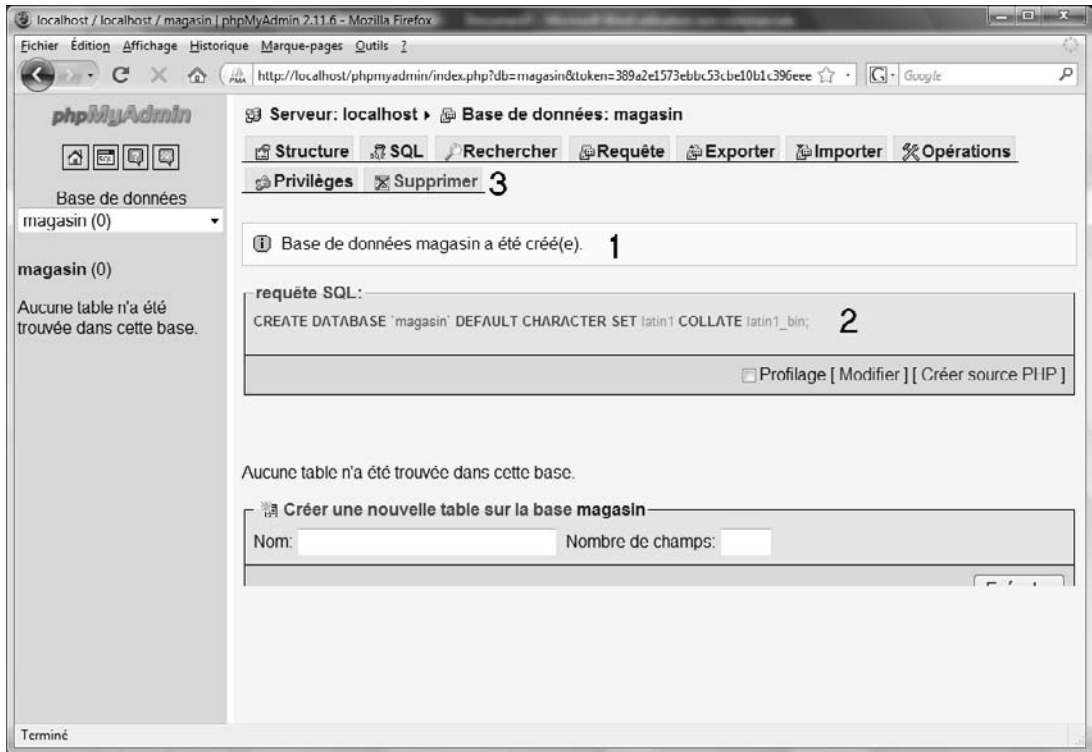 localhost / localhost / magasin | phpMyAdmin 2.11.6 - Mozilla Firefox
Fichier Édition Affichage Historique Marque-pages Outils ?
http://localhost/phpmyadmin/index.php?db=magasin&token=389a2e1573ebbc53cbe10b1c396eee
Google
phpMyAdmin
Base de données
magasin (0)
magasin (0)
Aucune table n'a été
trouvée dans cette base.
Serveur: localhost ▸ Base de données: magasin
Structure SQL Rechercher Requête Exporter Importer Opérations
Privilèges Supprimer 3
Base de données magasin a été créé(e). 1
requête SQL:
CREATE DATABASE `magasin` DEFAULT CHARACTER SET latin1 COLLATE latin1_bin; 2
Profilage [ Modifier ] [ Créer source PHP ]
Aucune table n'a été trouvée dans cette base.
Créer une nouvelle table sur la base magasin
Nom: Nombre de champs:
Terminé